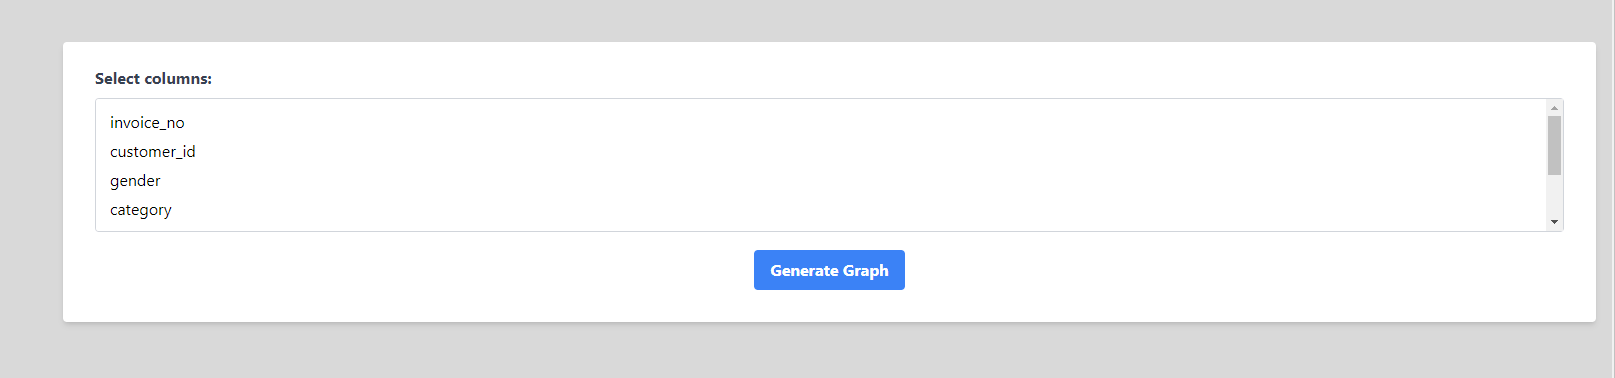 Select columns:
invoice_no
customer_id
gender
category
Generate Graph